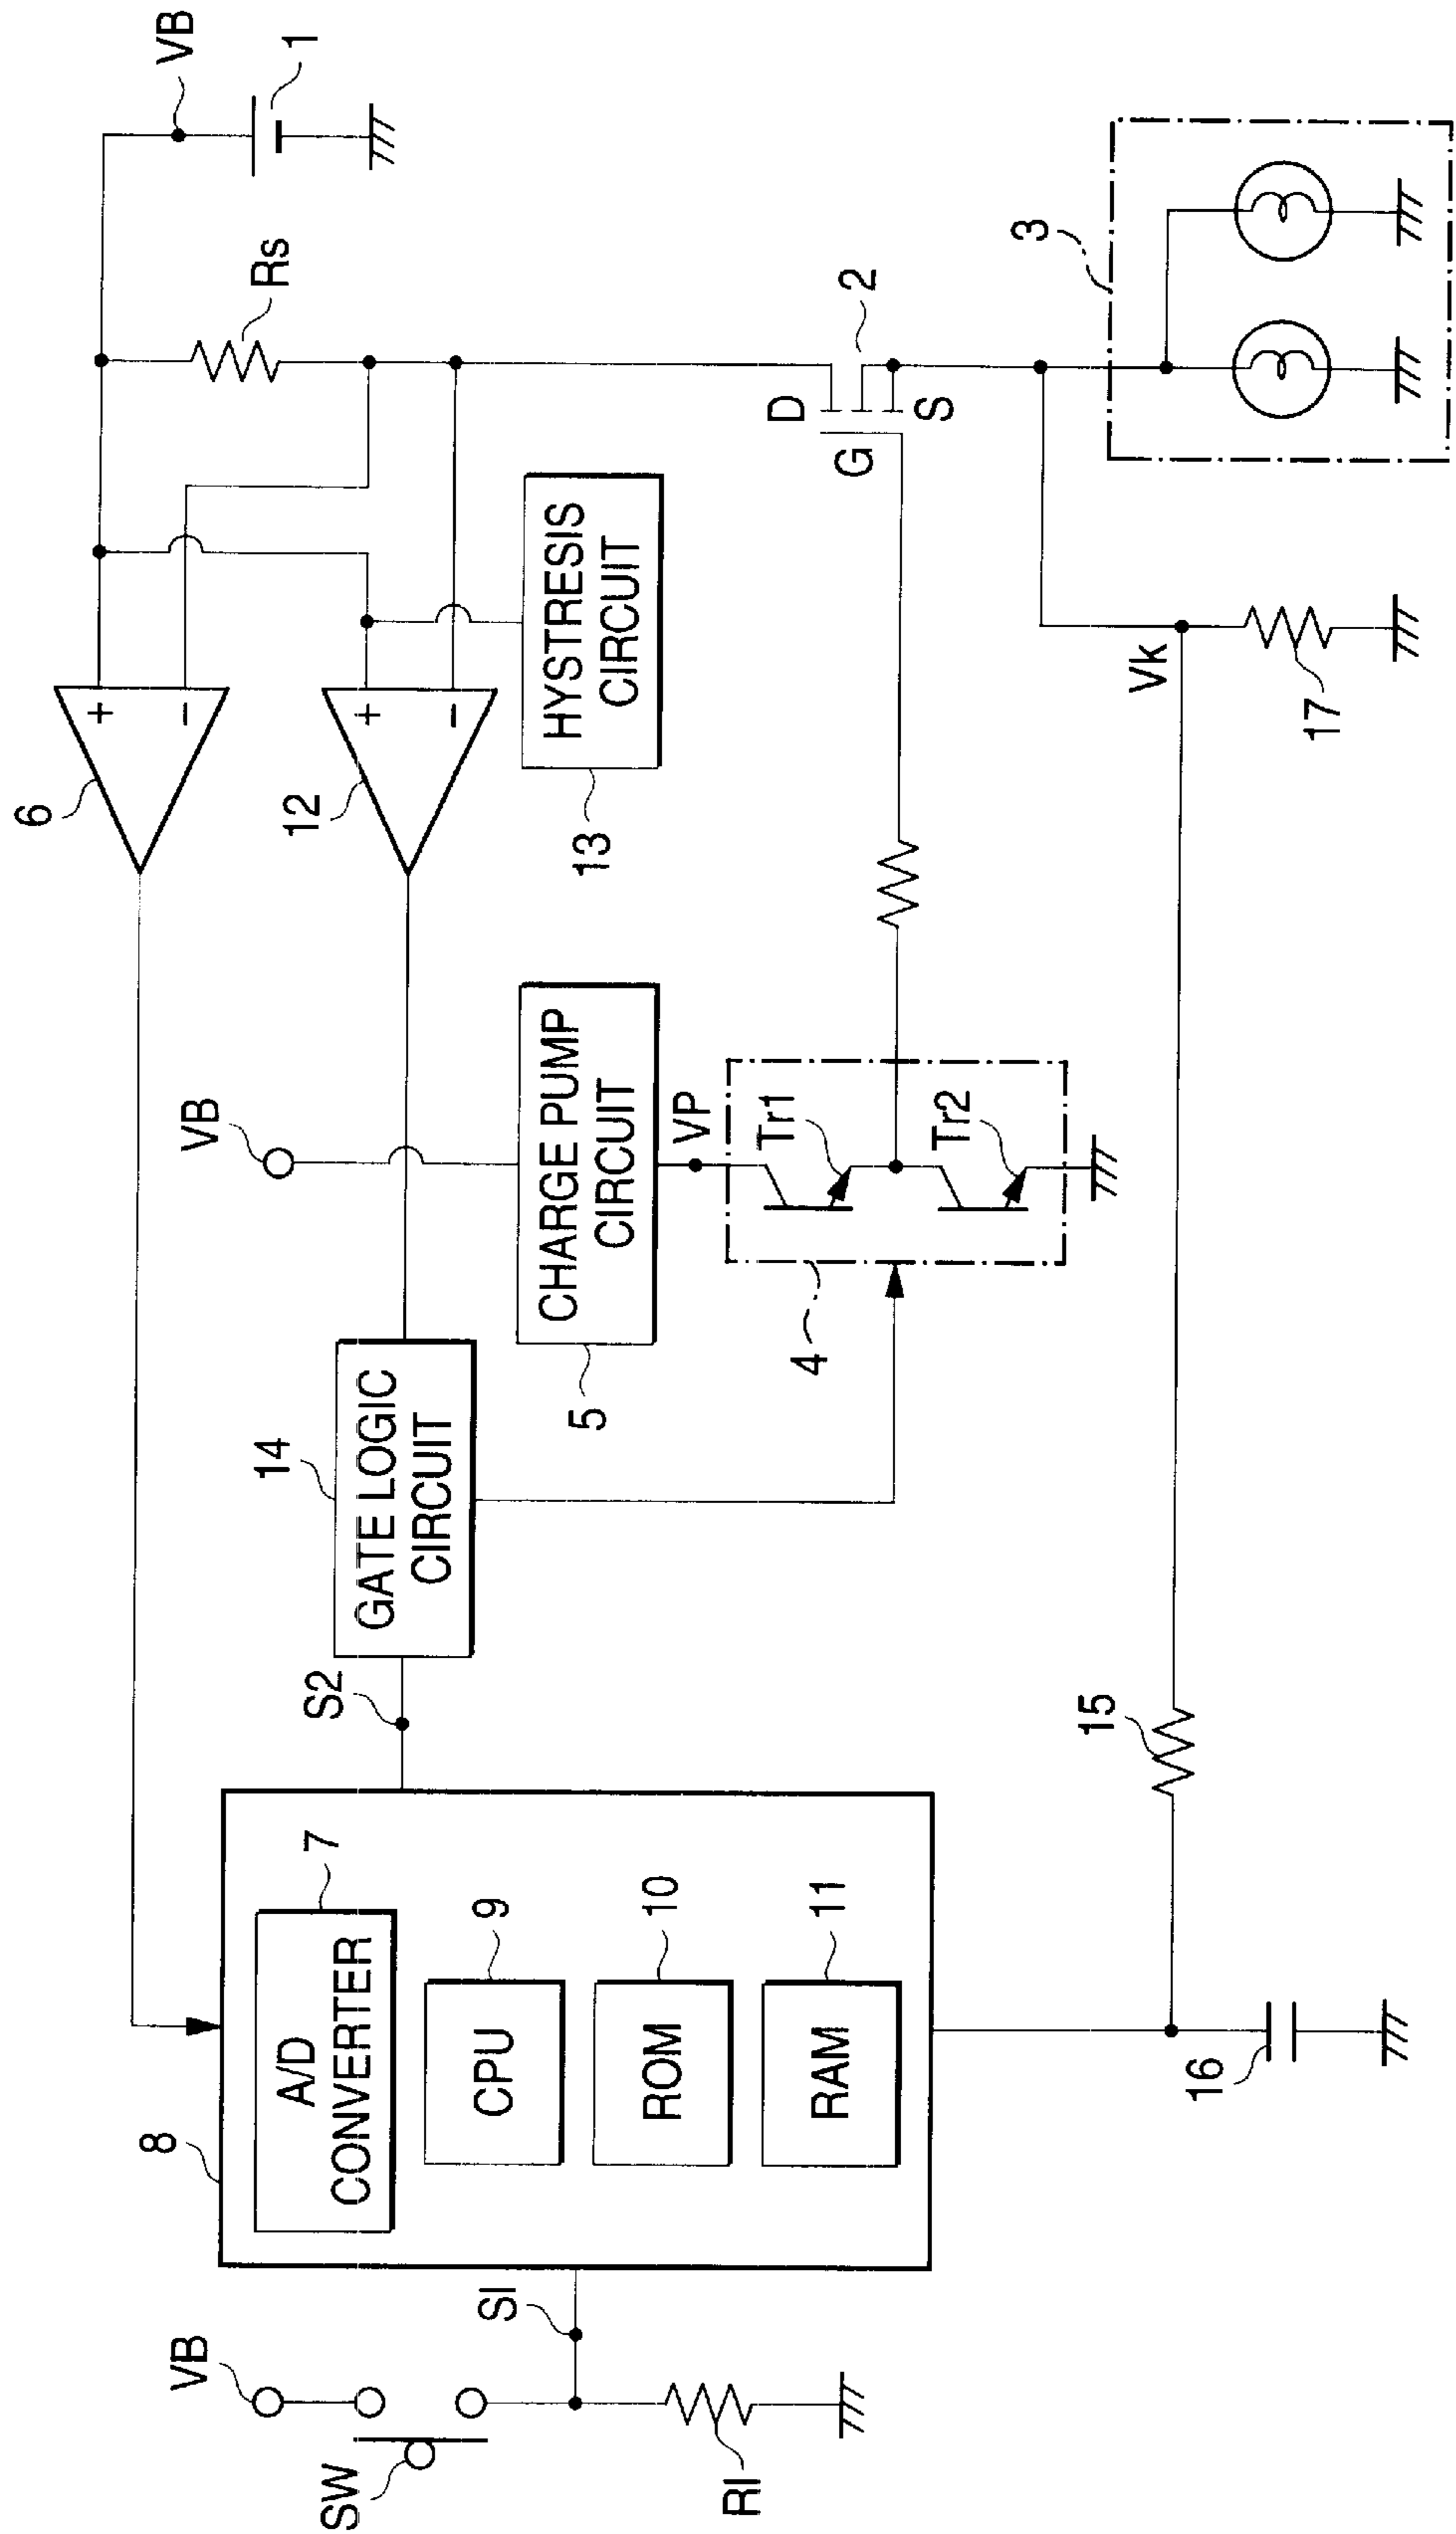 VB
1
Rs
6
+
−
12
+
−
HYSTRESIS
CIRCUIT
13
D
G
S
2
3
VB
CHARGE PUMP
CIRCUIT
5
VP
Tr1
Tr2
4
GATE LOGIC
CIRCUIT
14
S2
Vk
17
15
16
8
A/D
CONVERTER
7
CPU
9
ROM
10
RAM
11
VB
SW
SI
RI